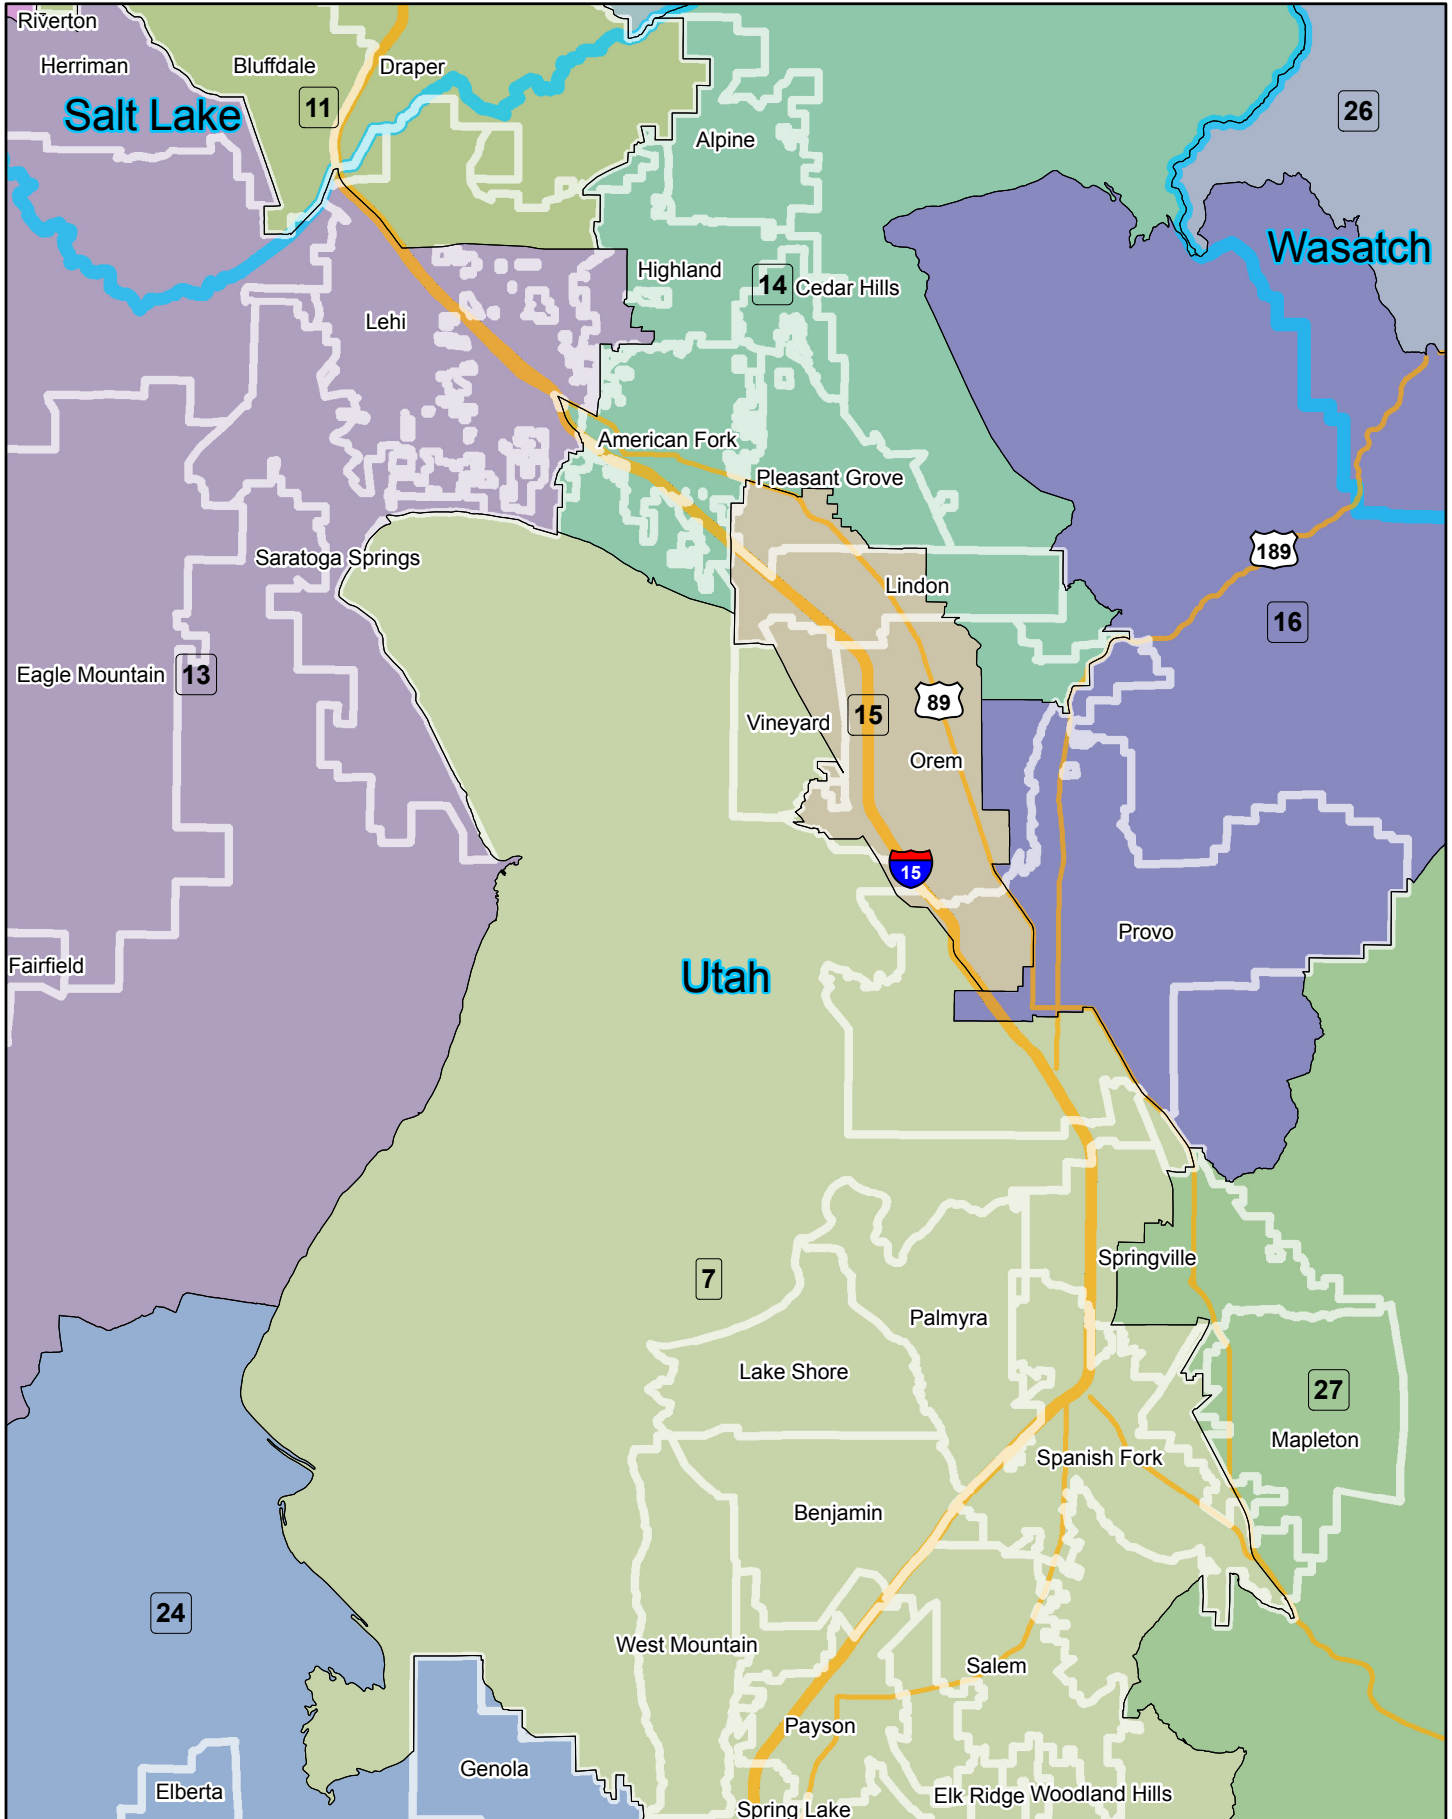 Riverton
Herriman
Bluffdale
Draper
Salt Lake
11
26
Alpine
Wasatch
Highland
14
Cedar Hills
Lehi
American Fork
Pleasant Grove
189
Saratoga Springs
Lindon
16
Eagle Mountain
13
89
15
Vineyard
Orem
15
Provo
Fairfield
Utah
Springville
7
Palmyra
Lake Shore
27
Mapleton
Spanish Fork
Benjamin
24
West Mountain
Salem
Payson
Genola
Elberta
Elk Ridge
Woodland Hills
Spring Lake